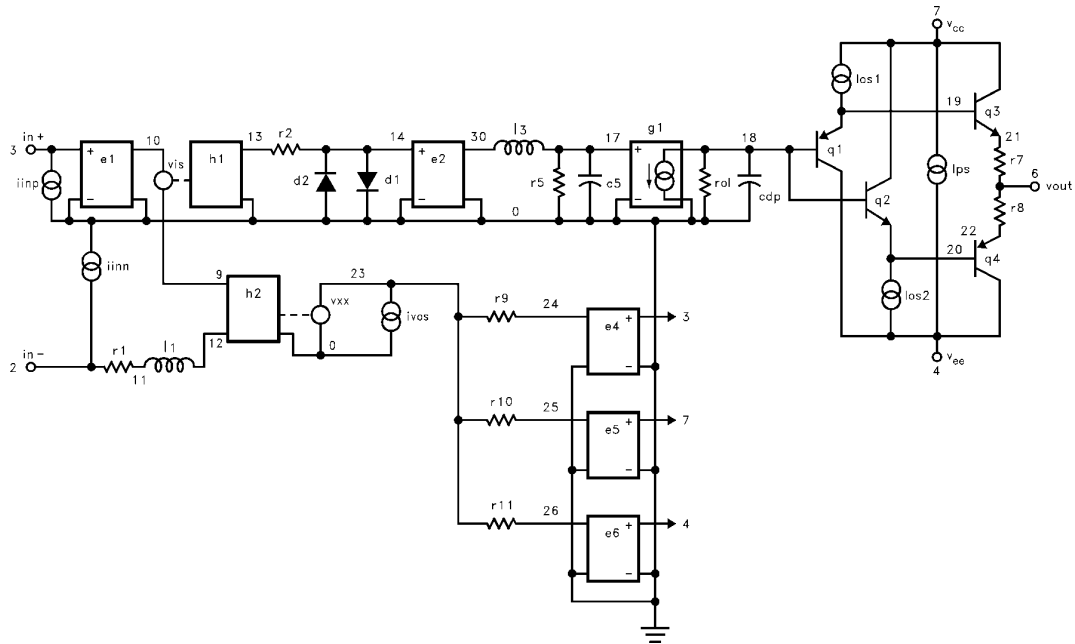 7
v_cc
Ios1
19
q3
in+
10
13
r2
14
30
l3
17
g1
18
21
3
+
e1
vis
h1
+
e2
+
q1
r7
6
iinp
d2
d1
r5
c5
rol
cdp
Ips
vout
r8
−
−
0
−
q2
22
iinn
20
q4
9
23
h2
vxx
ivos
Ios2
r9
24
+
e4
3
12
0
l1
in−
r1
v_ee
2
11
−
4
r10
25
+
7
e5
−
r11
26
+
4
e6
−